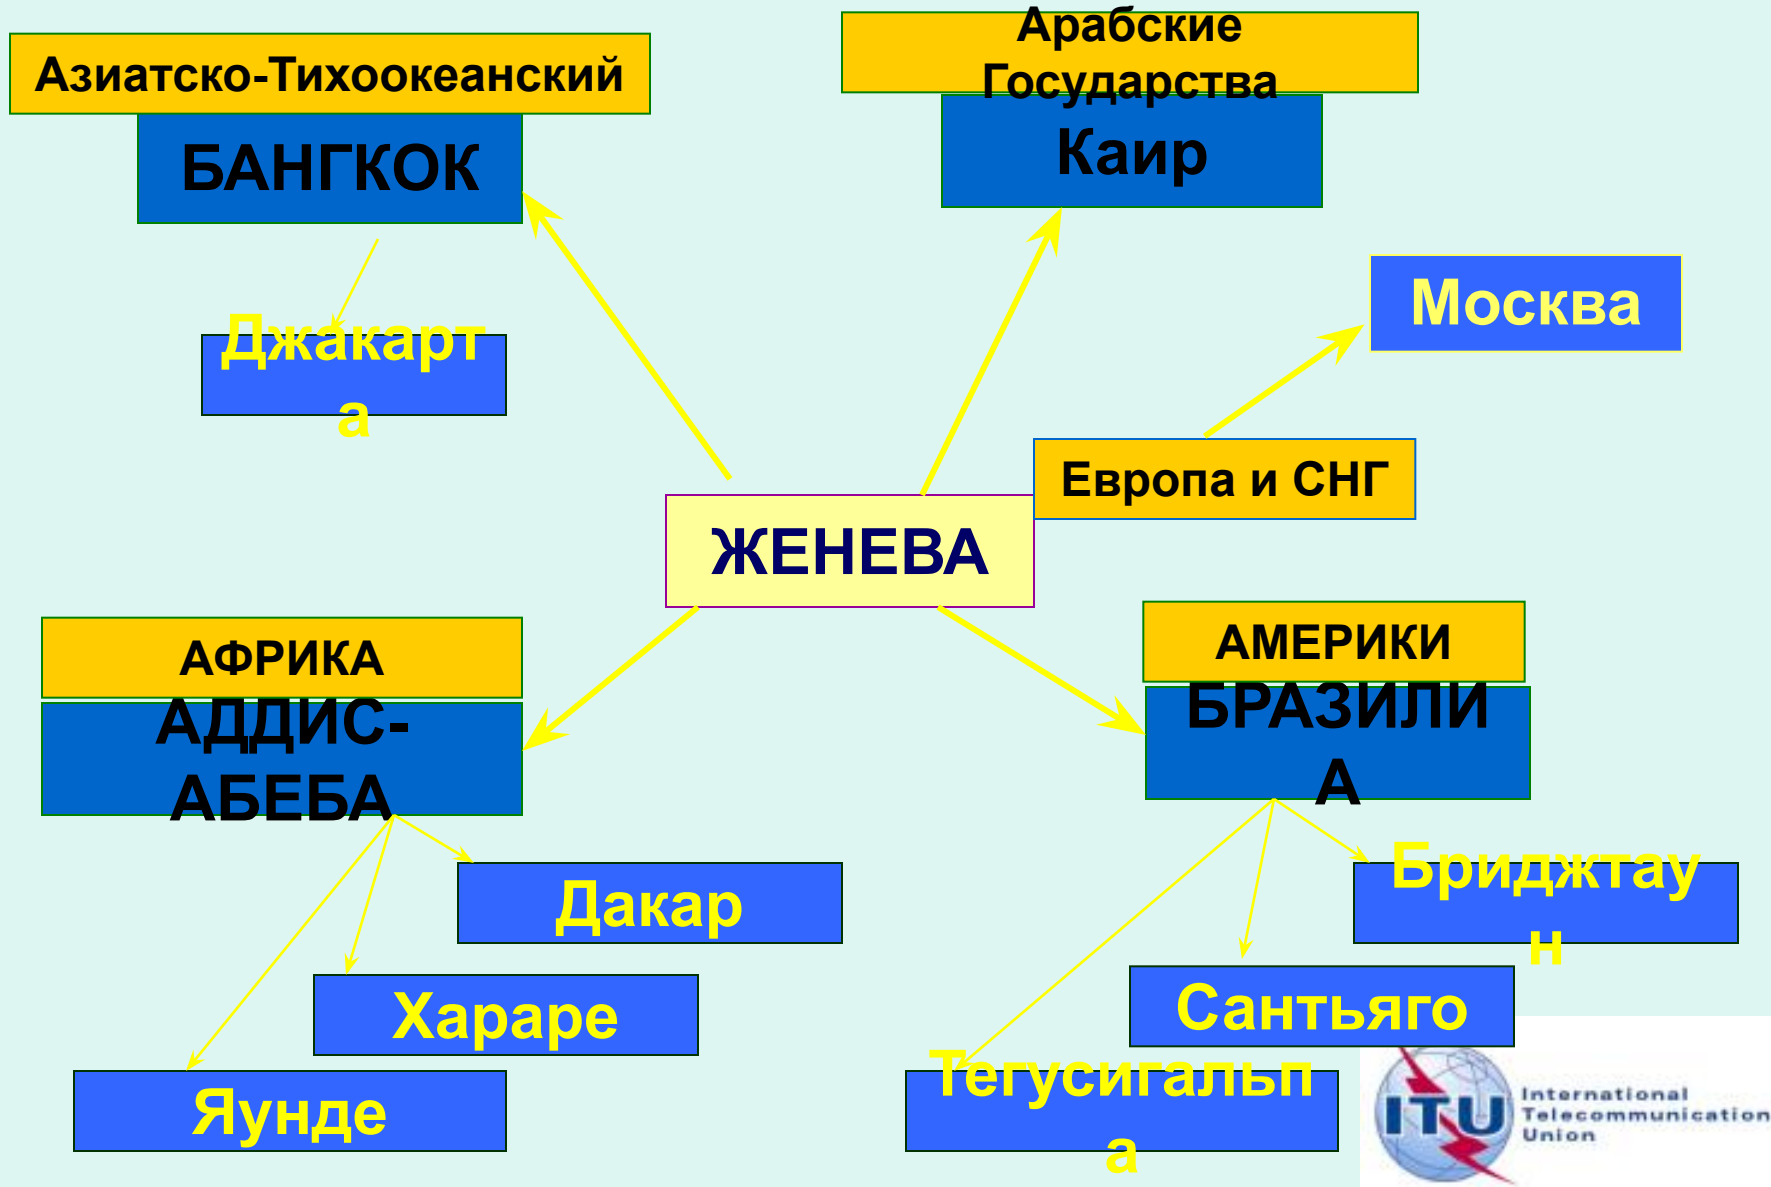 Азиатско-Тихоокеанский
БАНГКОК
Джакарт
а
Арабские
Государства
Каир
Москва
Европа и СНГ
ЖЕНЕВА
АФРИКА
АДДИС-
АБЕБА
Дакар
Хараре
Яунде
АМЕРИКИ
БРАЗИЛИ
А
Бриджтау
н
Сантьяго
Тегусигальп
а
ITU
International
Telecommunication
Union